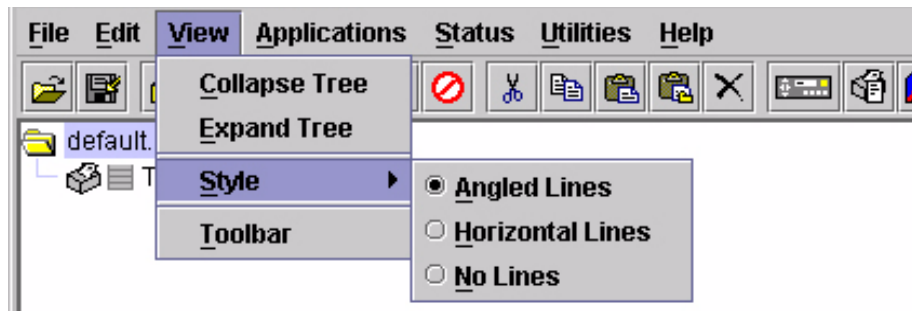 File Edit View Applications Status Utilities Help
Collapse Tree
Expand Tree
default.
T
Style
Angled Lines
Toolbar
Horizontal Lines
No Lines